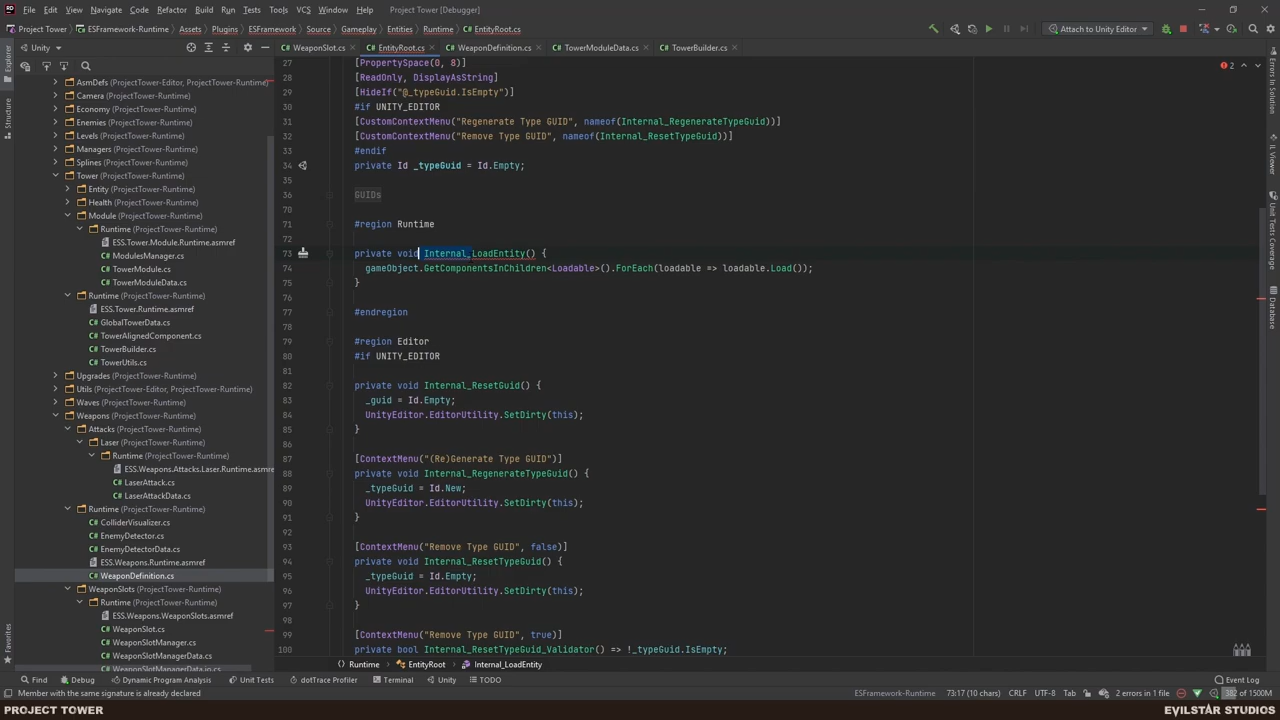 File Edit View Navigate Code Refactor Build Run Tests Tools VCS Window Help Project Tower [Debugger]
Project Tower Assets Plugins ESFramework Source Gameplay Entities Runtime EntityRoot.cs Attach to Unity Editor
Unity WeaponSlot.cs EntityRoot.cs WeaponDefinition.cs TowerModuleData.cs TowerBuilder.cs
Explorer
Structure
Favorites
AsmDefs (ProjectTower-Editor, ProjectTower-Runtime)
Camera (ProjectTower-Runtime)
Economy (ProjectTower-Runtime)
Enemies (ProjectTower-Runtime)
Levels (ProjectTower-Runtime)
Managers (ProjectTower-Runtime)
Splines (ProjectTower-Runtime)
Tower (ProjectTower-Runtime)
Entity (ProjectTower-Runtime)
Health (ProjectTower-Runtime)
Module (ProjectTower-Runtime)
Runtime (ProjectTower-Runtime)
ESS.Tower.Module.Runtime.asmref
ModulesManager.cs
TowerModule.cs
TowerModuleData.cs
Runtime (ProjectTower-Runtime)
ESS.Tower.Runtime.asmref
GlobalTowerData.cs
TowerAlignedComponent.cs
TowerBuilder.cs
TowerUtils.cs
Upgrades (ProjectTower-Runtime)
Utils (ProjectTower-Editor, ProjectTower-Runtime)
Waves (ProjectTower-Runtime)
Weapons (ProjectTower-Runtime)
Attacks (ProjectTower-Runtime)
Laser (ProjectTower-Runtime)
Runtime (ProjectTower-Runtime)
ESS.Weapons.Attacks.Laser.Runtime.asmre
LaserAttack.cs
LaserAttackData.cs
Runtime (ProjectTower-Runtime)
ColliderVisualizer.cs
EnemyDetector.cs
EnemyDetectorData.cs
ESS.Weapons.Runtime.asmref
WeaponDefinition.cs
WeaponSlots (ProjectTower-Runtime)
Runtime (ProjectTower-Runtime)
ESS.Weapons.WeaponSlots.asmref
WeaponSlot.cs
WeaponSlotManager.cs
27 [PropertySpace(0, 8)]
28 [ReadOnly, DisplayAsString]
29 [HideIf("@_typeGuid.IsEmpty")]
30 #if UNITY_EDITOR
31 [CustomContextMenu("Regenerate Type GUID", nameof(Internal_RegenerateTypeGuid))]
32 [CustomContextMenu("Remove Type GUID", nameof(Internal_ResetTypeGuid))]
33 #endif
34 private Id _typeGuid = Id.Empty;
35
36 GUIDs
70
71 #region Runtime
72
73 private void Internal_LoadEntity() {
74 gameObject.GetComponentsInChildren<Loadable>().ForEach(loadable => loadable.Load());
75 }
76
77 #endregion
78
79 #region Editor
80 #if UNITY_EDITOR
81
82 private void Internal_ResetGuid() {
83 _guid = Id.Empty;
84 UnityEditor.EditorUtility.SetDirty(this);
85 }
86
87 [ContextMenu("(Re)Generate Type GUID")]
88 private void Internal_RegenerateTypeGuid() {
89 _typeGuid = Id.New;
90 UnityEditor.EditorUtility.SetDirty(this);
91 }
92
93 [ContextMenu("Remove Type GUID", false)]
94 private void Internal_ResetTypeGuid() {
95 _typeGuid = Id.Empty;
96 UnityEditor.EditorUtility.SetDirty(this);
97 }
98
99 [ContextMenu("Remove Type GUID", true)]
100 private bool Internal_ResetTypeGuid_Validator() => !_typeGuid.IsEmpty;
2
Errors in Solution
IL Viewer
Unit Tests Coverage
Database
Runtime EntityRoot Internal_LoadEntity
Find Debug Dynamic Program Analysis Unit Tests dotTrace Profiler Terminal Unity TODO Event Log
Member with the same signature is already declared ESFramework-Runtime 73:17 (10 chars) CRLF UTF-8 Tab 2 errors in 1 file 382 of 1500M
PROJECT TOWER EVILSTAR STUDIOS